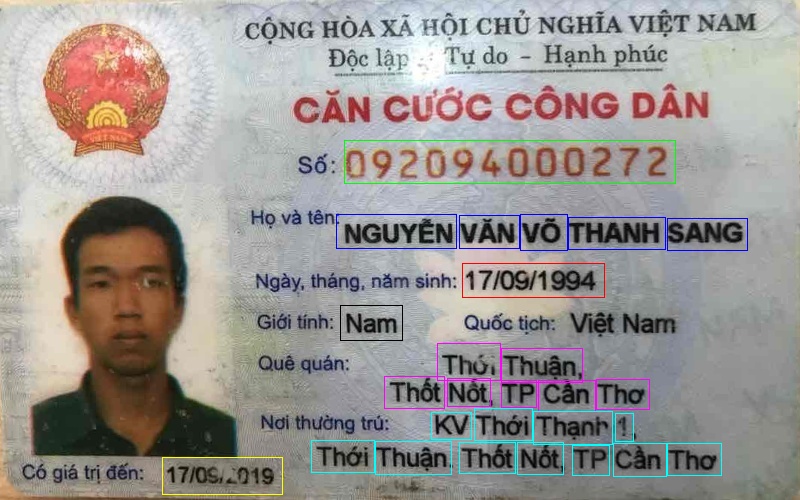 CỘNG HÒA XÃ HỘI CHỦ NGHĨA VIỆT NAM
Độc lập - Tự do - Hạnh phúc
CĂN CƯỚC CÔNG DÂN
Số: 092094000272
Họ và tên: NGUYỄN VĂN VÕ THANH SANG
Ngày, tháng, năm sinh: 17/09/1994
Giới tính: Nam Quốc tịch: Việt Nam
Quê quán: Thới Thuận,
Thốt Nốt, TP Cần Thơ
Nơi thường trú: KV Thới Thạnh 1,
Thới Thuận, Thốt Nốt, TP Cần Thơ
Có giá trị đến: 17/09/2019